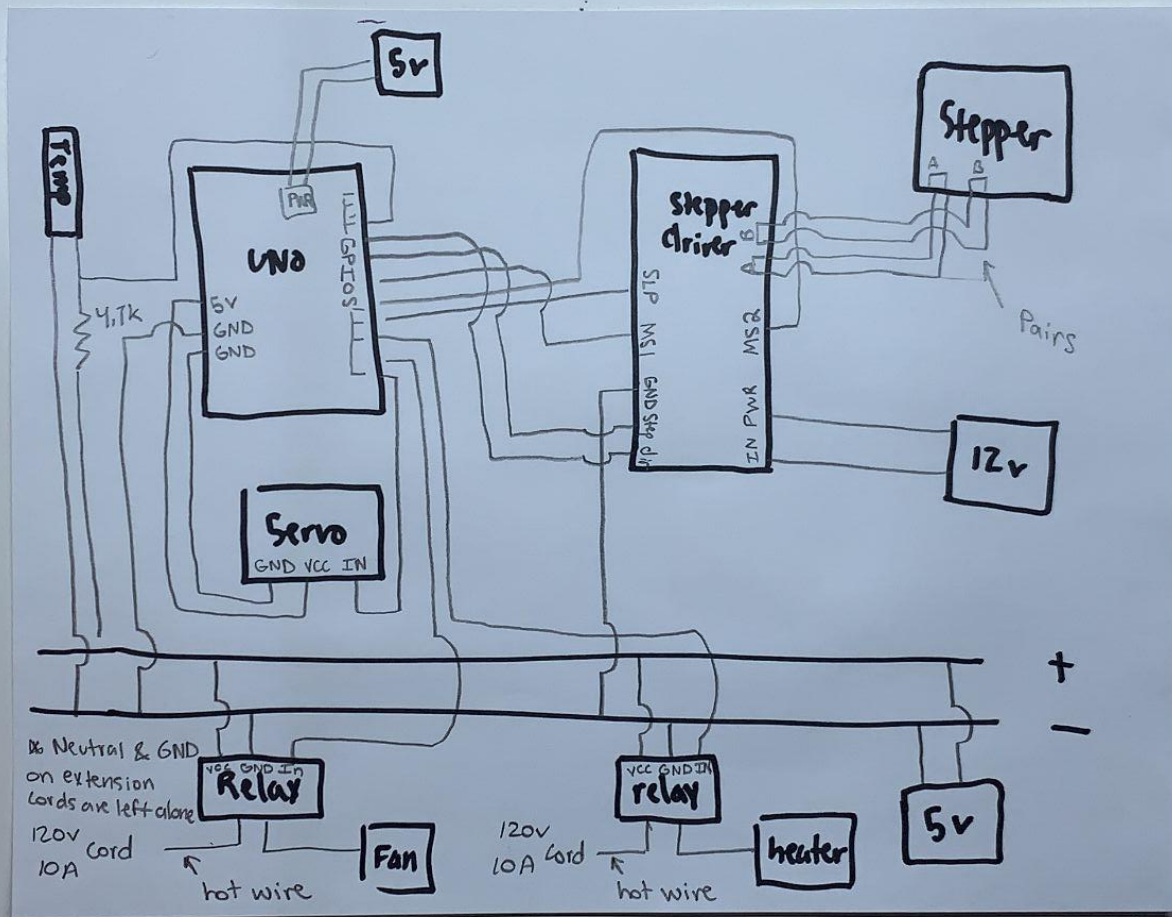 5v
Temp
PWR
UNO
GPIOS
5V
GND
GND
4.7k
Stepper
A B
Stepper
driver
B
A
SLP
MS1
GND
Step
dir
MS2
IN PWR
Pairs
12v
Servo
GND VCC IN
+
-
Neutral & GND
on extension
cords are left alone
VCC GND In
Relay
120v
10A
Cord
hot wire
Fan
VCC GND IN
relay
120v
10A
Cord
hot wire
heater
5v